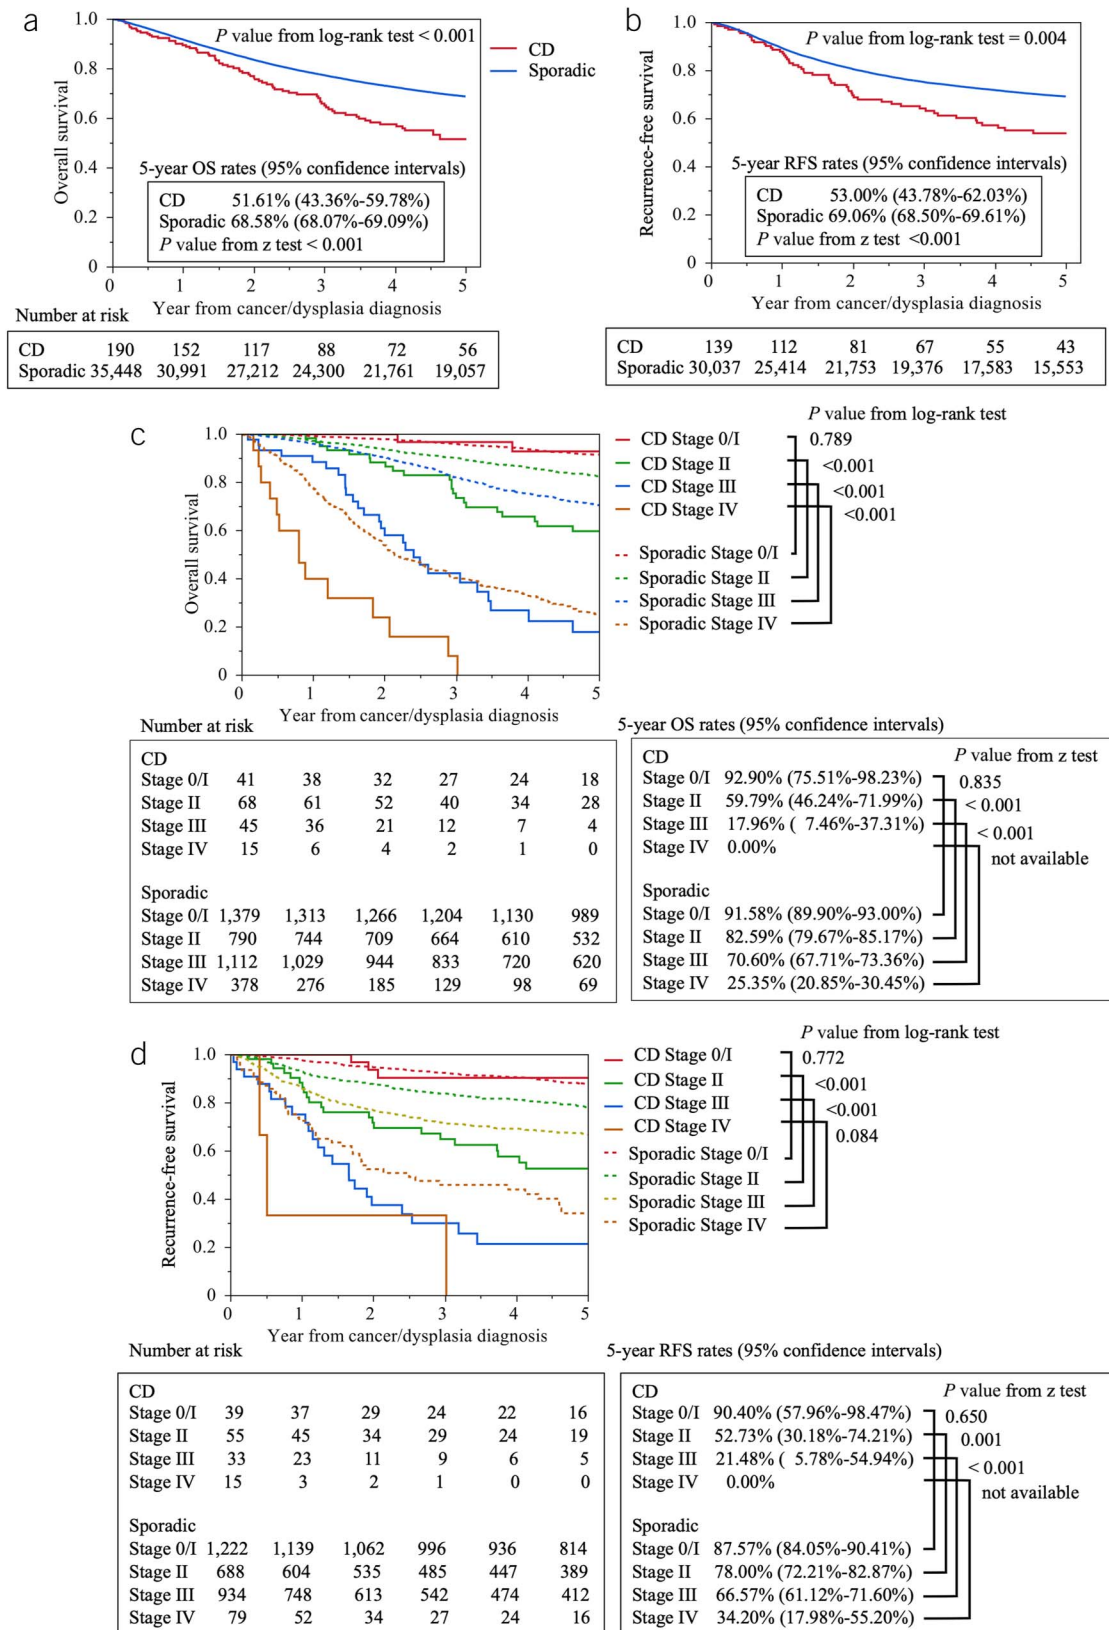 a
1.0
0.8
0.6
0.4
0.2
0
Overall survival
P value from log-rank test < 0.001
CD
Sporadic
5-year OS rates (95% confidence intervals)
CD 51.61% (43.36%-59.78%)
Sporadic 68.58% (68.07%-69.09%)
P value from z test < 0.001
0 1 2 3 4 5
Year from cancer/dysplasia diagnosis
Number at risk
CD 190 152 117 88 72 56
Sporadic 35,448 30,991 27,212 24,300 21,761 19,057
b
1.0
0.8
0.6
0.4
0.2
0
Recurrence-free survival
P value from log-rank test = 0.004
5-year RFS rates (95% confidence intervals)
CD 53.00% (43.78%-62.03%)
Sporadic 69.06% (68.50%-69.61%)
P value from z test <0.001
0 1 2 3 4 5
Year from cancer/dysplasia diagnosis
CD 139 112 81 67 55 43
Sporadic 30,037 25,414 21,753 19,376 17,583 15,553
c
1.0
0.8
0.6
0.4
0.2
0
Overall survival
0 1 2 3 4 5
Year from cancer/dysplasia diagnosis
P value from log-rank test
CD Stage 0/I 0.789
CD Stage II <0.001
CD Stage III <0.001
CD Stage IV <0.001
Sporadic Stage 0/I
Sporadic Stage II
Sporadic Stage III
Sporadic Stage IV
Number at risk
CD
Stage 0/I 41 38 32 27 24 18
Stage II 68 61 52 40 34 28
Stage III 45 36 21 12 7 4
Stage IV 15 6 4 2 1 0
Sporadic
Stage 0/I 1,379 1,313 1,266 1,204 1,130 989
Stage II 790 744 709 664 610 532
Stage III 1,112 1,029 944 833 720 620
Stage IV 378 276 185 129 98 69
5-year OS rates (95% confidence intervals)
CD P value from z test
Stage 0/I 92.90% (75.51%-98.23%) 0.835
Stage II 59.79% (46.24%-71.99%) < 0.001
Stage III 17.96% ( 7.46%-37.31%) < 0.001
Stage IV 0.00% not available
Sporadic
Stage 0/I 91.58% (89.90%-93.00%)
Stage II 82.59% (79.67%-85.17%)
Stage III 70.60% (67.71%-73.36%)
Stage IV 25.35% (20.85%-30.45%)
d
1.0
0.8
0.6
0.4
0.2
0
Recurrence-free survival
0 1 2 3 4 5
Year from cancer/dysplasia diagnosis
P value from log-rank test
CD Stage 0/I 0.772
CD Stage II <0.001
CD Stage III <0.001
CD Stage IV 0.084
Sporadic Stage 0/I
Sporadic Stage II
Sporadic Stage III
Sporadic Stage IV
Number at risk
CD
Stage 0/I 39 37 29 24 22 16
Stage II 55 45 34 29 24 19
Stage III 33 23 11 9 6 5
Stage IV 15 3 2 1 0 0
Sporadic
Stage 0/I 1,222 1,139 1,062 996 936 814
Stage II 688 604 535 485 447 389
Stage III 934 748 613 542 474 412
Stage IV 79 52 34 27 24 16
5-year RFS rates (95% confidence intervals)
CD P value from z test
Stage 0/I 90.40% (57.96%-98.47%) 0.650
Stage II 52.73% (30.18%-74.21%) 0.001
Stage III 21.48% ( 5.78%-54.94%) < 0.001
Stage IV 0.00% not available
Sporadic
Stage 0/I 87.57% (84.05%-90.41%)
Stage II 78.00% (72.21%-82.87%)
Stage III 66.57% (61.12%-71.60%)
Stage IV 34.20% (17.98%-55.20%)